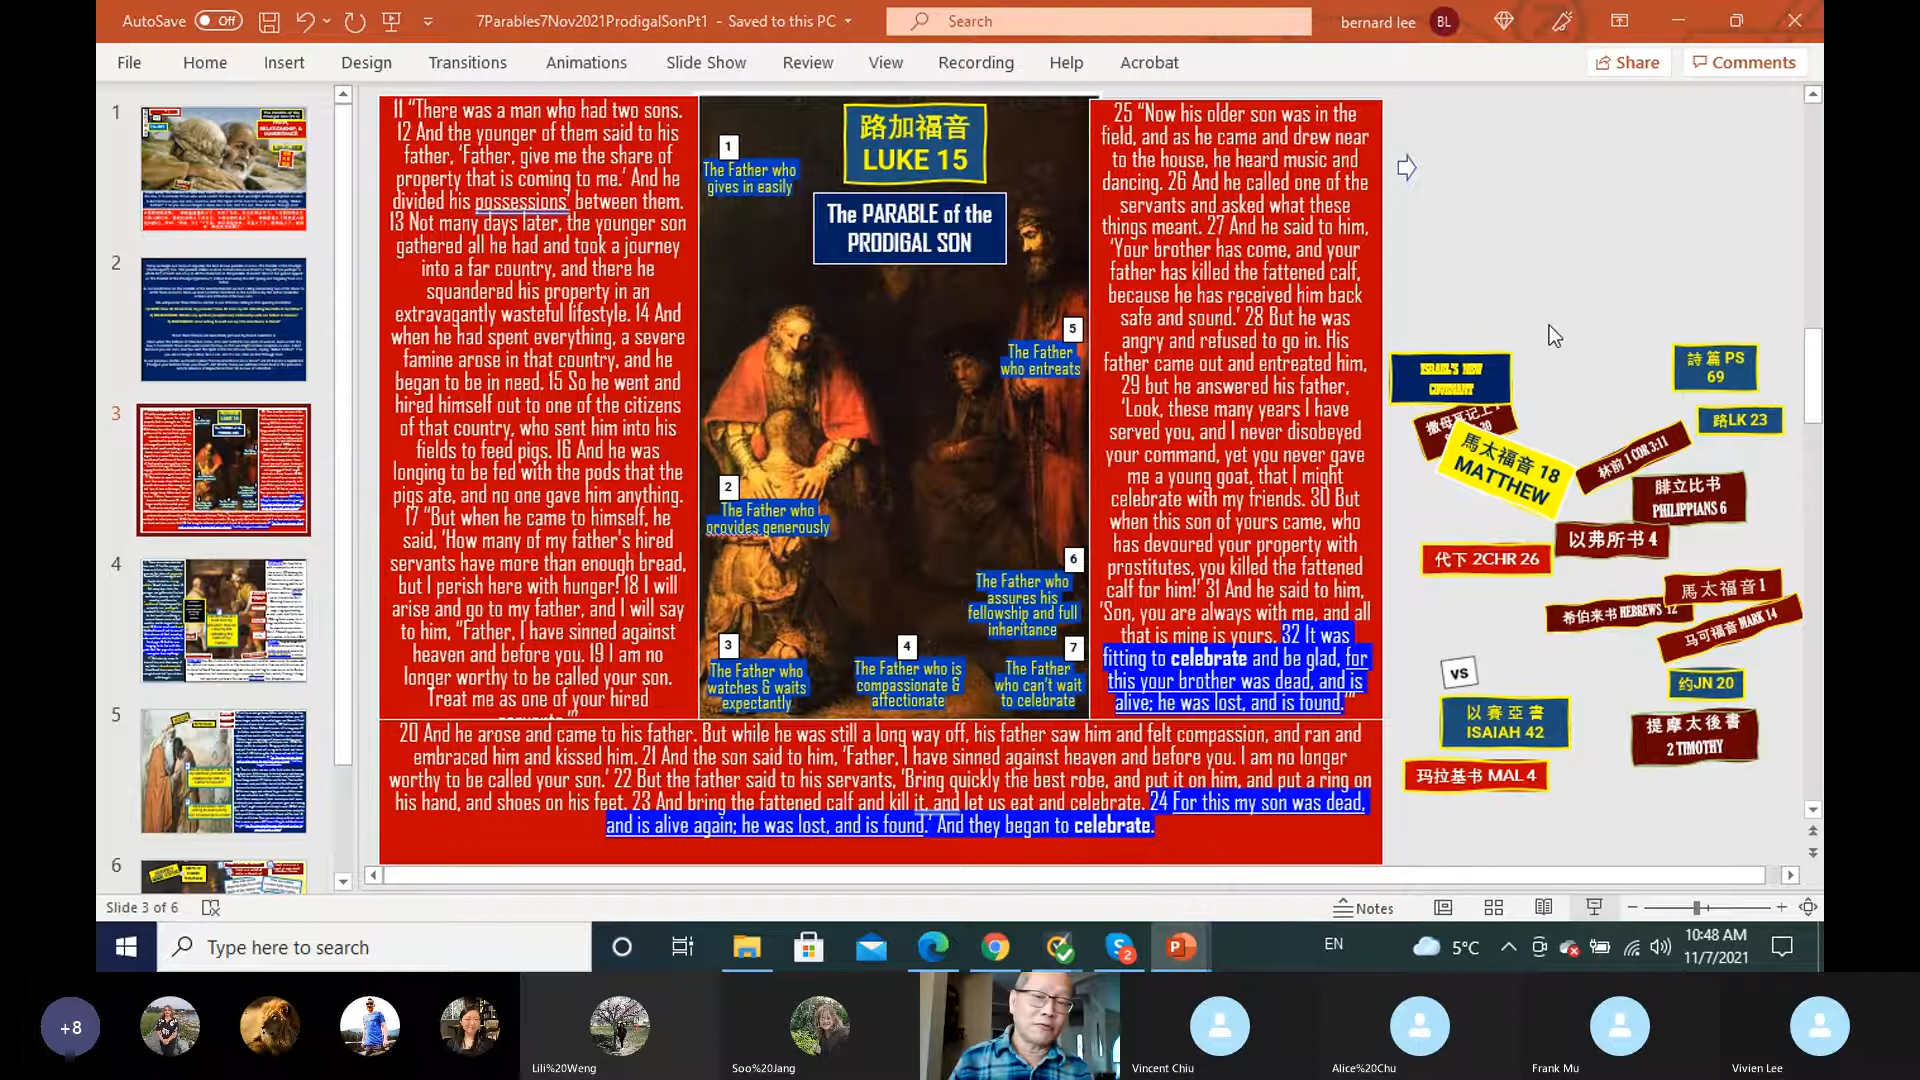 AutoSave Off
7Parables7Nov2021ProdigalSonPt1 - Saved to this PC
Search
bernard lee BL
File Home Insert Design Transitions Animations Slide Show Review View Recording Help Acrobat
Share Comments
1
2
3
4
5
6
11 “There was a man who had two sons.
12 And the younger of them said to his
father, ‘Father, give me the share of
property that is coming to me.’ And he
divided his possessions’ between them.
13 Not many days later, the younger son
gathered all he had and took a journey
into a far country, and there he
squandered his property in an
extravagantly wasteful lifestyle. 14 And
when he had spent everything, a severe
famine arose in that country, and he
began to be in need. 15 So he went and
hired himself out to one of the citizens
of that country, who sent him into his
fields to feed pigs. 16 And he was
longing to be fed with the pods that the
pigs ate, and no one gave him anything.
17 “But when he came to himself, he
said, ‘How many of my father's hired
servants have more than enough bread,
but I perish here with hunger! 18 I will
arise and go to my father, and I will say
to him, “Father, I have sinned against
heaven and before you. 19 I am no
longer worthy to be called your son.
Treat me as one of your hired
路加福音
LUKE 15
The PARABLE of the
PRODIGAL SON
1
The Father who
gives in easily
2
The Father who
provides generously
3
The Father who
watches & waits
expectantly
4
The Father who is
compassionate &
affectionate
5
The Father
who entreats
6
The Father who
assures his
fellowship and full
inheritance
7
The Father
who can't wait
to celebrate
25 “Now his older son was in the
field, and as he came and drew near
to the house, he heard music and
dancing. 26 And he called one of the
servants and asked what these
things meant. 27 And he said to him,
‘Your brother has come, and your
father has killed the fattened calf,
because he has received him back
safe and sound.’ 28 But he was
angry and refused to go in. His
father came out and entreated him,
29 but he answered his father,
‘Look, these many years I have
served you, and I never disobeyed
your command, yet you never gave
me a young goat, that I might
celebrate with my friends. 30 But
when this son of yours came, who
has devoured your property with
prostitutes, you killed the fattened
calf for him!’ 31 And he said to him,
‘Son, you are always with me, and all
that is mine is yours. 32 It was
fitting to celebrate and be glad, for
this your brother was dead, and is
alive; he was lost, and is found.’”
20 And he arose and came to his father. But while he was still a long way off, his father saw him and felt compassion, and ran and
embraced him and kissed him. 21 And the son said to him, ‘Father, I have sinned against heaven and before you. I am no longer
worthy to be called your son.’ 22 But the father said to his servants, ‘Bring quickly the best robe, and put it on him, and put a ring on
his hand, and shoes on his feet. 23 And bring the fattened calf and kill it, and let us eat and celebrate. 24 For this my son was dead,
and is alive again; he was lost, and is found.’ And they began to celebrate.
ISRAEL'S NEW
COVENANT
詩 篇 PS
69
路LK 23
馬太福音 18
MATTHEW
林前 1 COR 3:11
腓立比书
PHILIPPIANS 6
以弗所书 4
代下 2CHR 26
馬太福音1
希伯来书 HEBREWS 12
马可福音 MARK 14
VS
约JN 20
以賽亞書
ISAIAH 42
提摩太後書
2 TIMOTHY
玛拉基书 MAL 4
Slide 3 of 6
Notes
Type here to search
EN
5°C
10:48 AM
11/7/2021
+8
Lili%20Weng
Soo%20Jang
Vincent Chiu
Alice%20Chu
Frank Mu
Vivien Lee